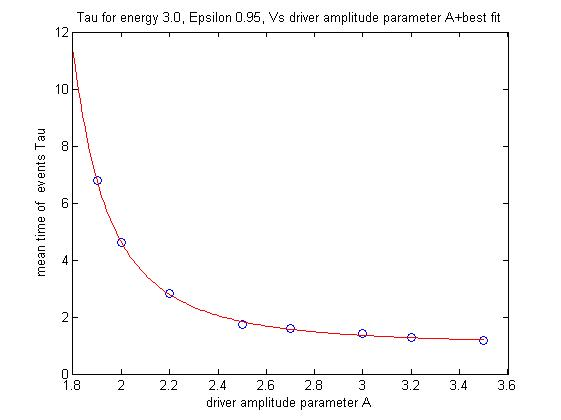 Tau for energy 3.0, Epsilon 0.95, Vs driver amplitude parameter A+best fit
12
10
8
6
4
2
0
mean time of events Tau
1.8 2 2.2 2.4 2.6 2.8 3 3.2 3.4 3.6
driver amplitude parameter A